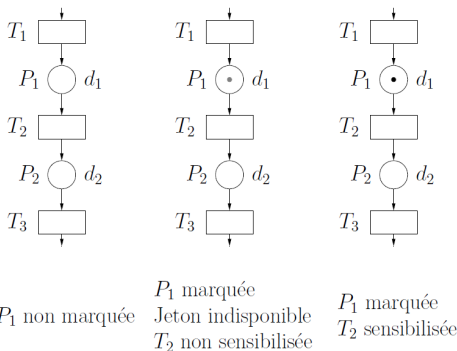 T1 T1 T1
P1 d1 P1 d1 P1 d1
T2 T2 T2
P2 d2 P2 d2 P2 d2
T3 T3 T3
P1 non marquée
P1 marquée
Jeton indisponible
T2 non sensibilisée
P1 marquée
T2 sensibilisée